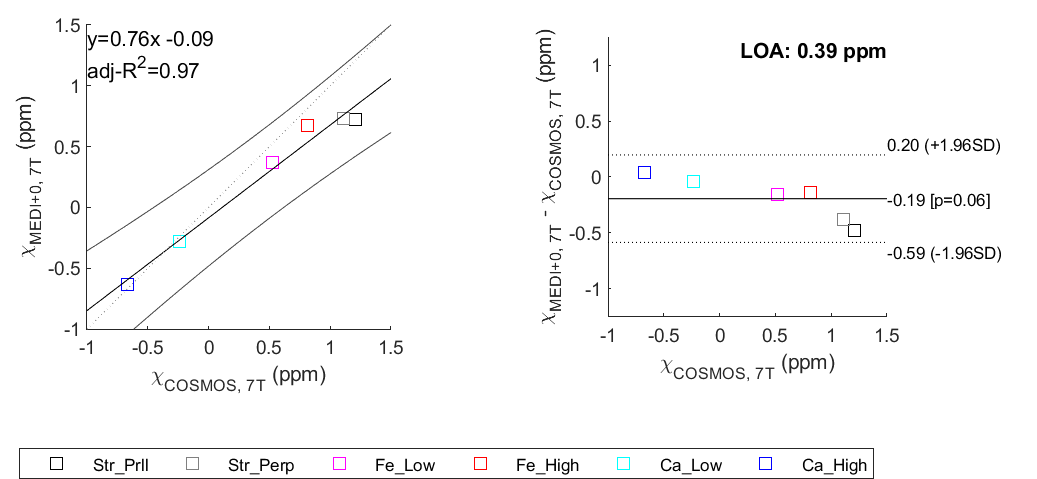 y=0.76x -0.09
adj-R2=0.97
1.5
1
0.5
0
-0.5
-1
-1 -0.5 0 0.5 1 1.5
χMEDI+0, 7T (ppm)
χCOSMOS, 7T (ppm)
LOA: 0.39 ppm
1
0.5
0
-0.5
-1
0.20 (+1.96SD)
-0.19 [p=0.06]
-0.59 (-1.96SD)
-1 -0.5 0 0.5 1 1.5
χMEDI+0, 7T - χCOSMOS, 7T (ppm)
χCOSMOS, 7T (ppm)
Str_Prll Str_Perp Fe_Low Fe_High Ca_Low Ca_High